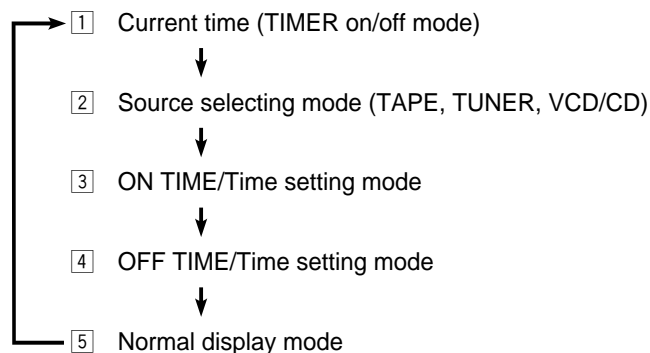 1 Current time (TIMER on/off mode)
2 Source selecting mode (TAPE, TUNER, VCD/CD)
3 ON TIME/Time setting mode
4 OFF TIME/Time setting mode
5 Normal display mode